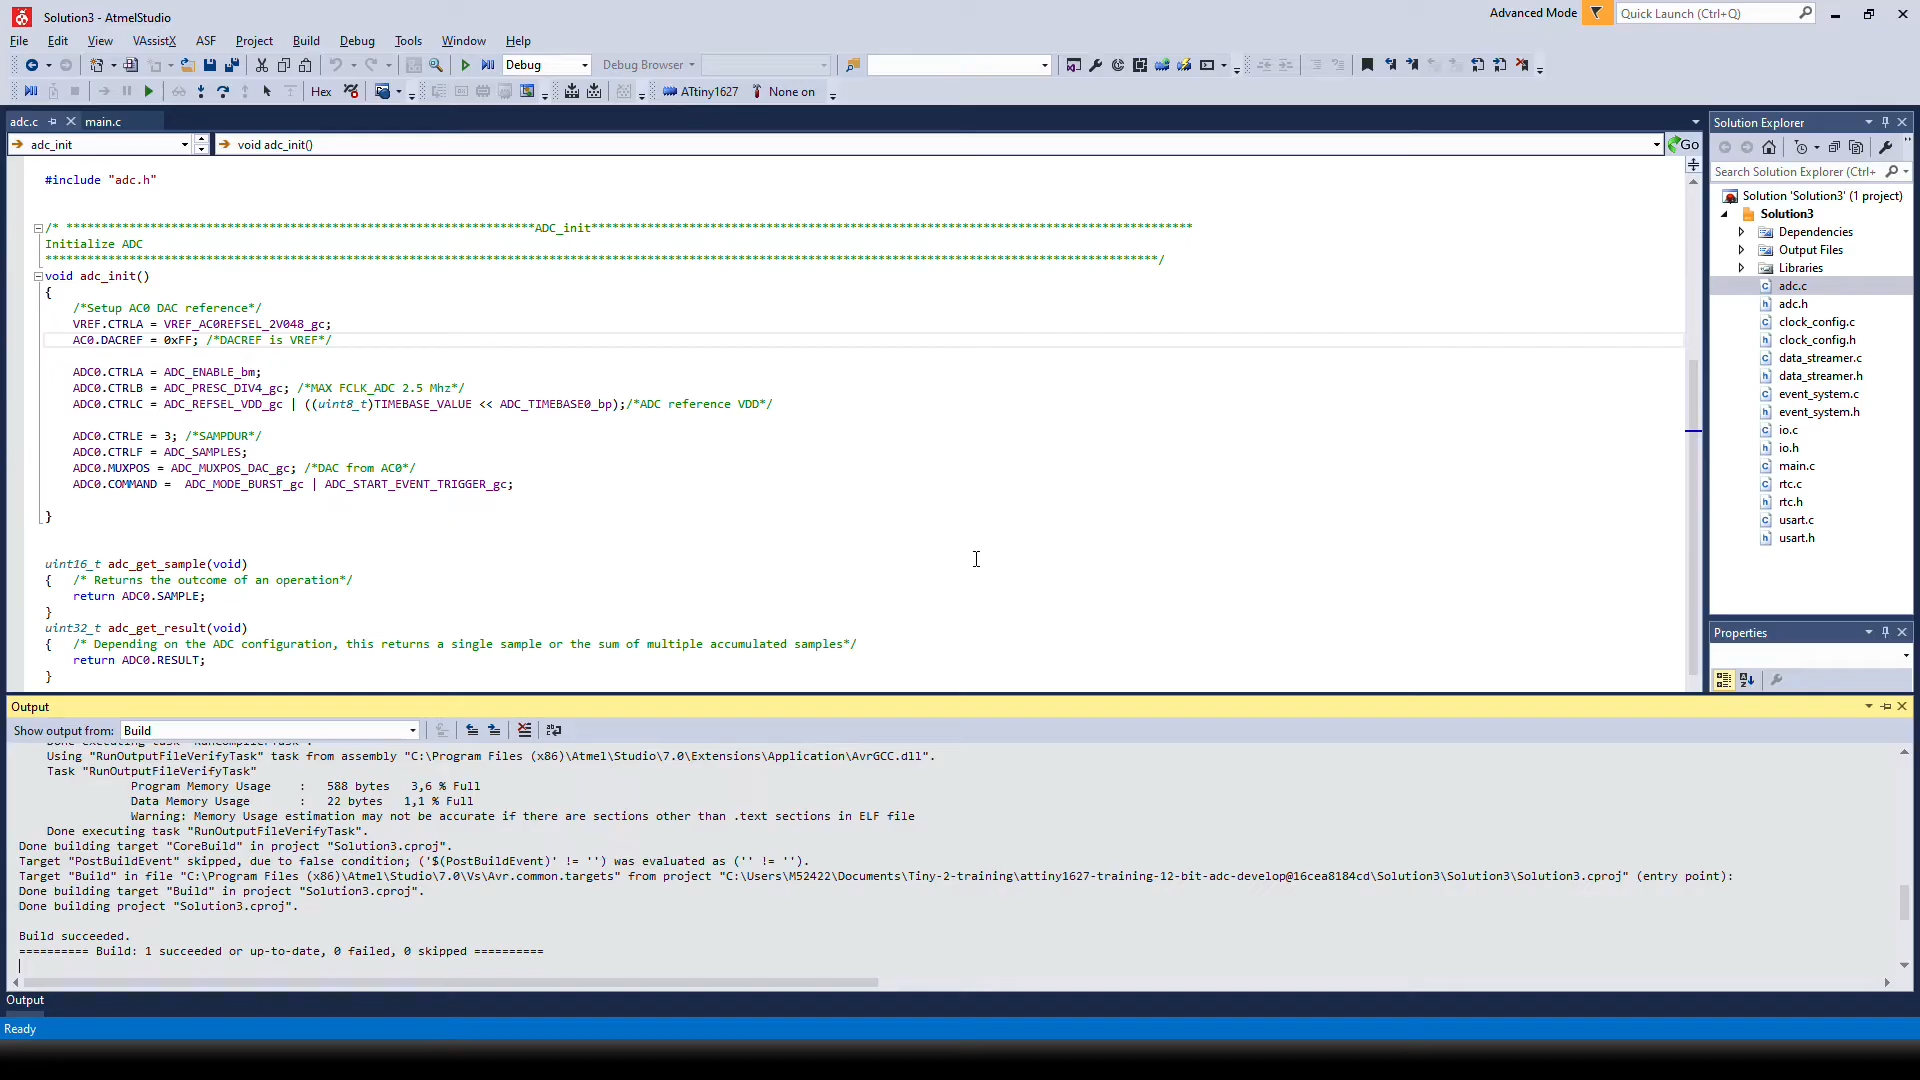 Solution3 - AtmelStudio
Advanced Mode
Quick Launch (Ctrl+Q)
File Edit View VAssistX ASF Project Build Debug Tools Window Help
Debug
Debug Browser
Hex
ATtiny1627
None on
adc.c
main.c
adc_init
void adc_init()
Go
#include "adc.h"
/* *******************************************************************ADC_init**************************************************************************************
Initialize ADC
***************************************************************************************************************************************************************/
void adc_init()
{
/*Setup AC0 DAC reference*/
VREF.CTRLA = VREF_AC0REFSEL_2V048_gc;
AC0.DACREF = 0xFF; /*DACREF is VREF*/
ADC0.CTRLA = ADC_ENABLE_bm;
ADC0.CTRLB = ADC_PRESC_DIV4_gc; /*MAX FCLK_ADC 2.5 Mhz*/
ADC0.CTRLC = ADC_REFSEL_VDD_gc | ((uint8_t)TIMEBASE_VALUE << ADC_TIMEBASE0_bp);/*ADC reference VDD*/
ADC0.CTRLE = 3; /*SAMPDUR*/
ADC0.CTRLF = ADC_SAMPLES;
ADC0.MUXPOS = ADC_MUXPOS_DAC_gc; /*DAC from AC0*/
ADC0.COMMAND =  ADC_MODE_BURST_gc | ADC_START_EVENT_TRIGGER_gc;
}
uint16_t adc_get_sample(void)
{   /* Returns the outcome of an operation*/
return ADC0.SAMPLE;
}
uint32_t adc_get_result(void)
{   /* Depending on the ADC configuration, this returns a single sample or the sum of multiple accumulated samples*/
return ADC0.RESULT;
}
Solution Explorer
Search Solution Explorer (Ctrl+
Solution 'Solution3' (1 project)
Solution3
Dependencies
Output Files
Libraries
adc.c
adc.h
clock_config.c
clock_config.h
data_streamer.c
data_streamer.h
event_system.c
event_system.h
io.c
io.h
main.c
rtc.c
rtc.h
usart.c
usart.h
Properties
Output
Show output from: Build
Done executing task "RunCompilerTask".
Using "RunOutputFileVerifyTask" task from assembly "C:\Program Files (x86)\Atmel\Studio\7.0\Extensions\Application\AvrGCC.dll".
Task "RunOutputFileVerifyTask"
Program Memory Usage    :   588 bytes   3,6 % Full
Data Memory Usage       :   22 bytes   1,1 % Full
Warning: Memory Usage estimation may not be accurate if there are sections other than .text sections in ELF file
Done executing task "RunOutputFileVerifyTask".
Done building target "CoreBuild" in project "Solution3.cproj".
Target "PostBuildEvent" skipped, due to false condition; ('$(PostBuildEvent)' != '') was evaluated as ('' != '').
Target "Build" in file "C:\Program Files (x86)\Atmel\Studio\7.0\Vs\Avr.common.targets" from project "C:\Users\M52422\Documents\Tiny-2-training\attiny1627-training-12-bit-adc-develop@16cea8184cd\Solution3\Solution3\Solution3.cproj" (entry point):
Done building target "Build" in project "Solution3.cproj".
Done building project "Solution3.cproj".
Build succeeded.
========== Build: 1 succeeded or up-to-date, 0 failed, 0 skipped ==========
Output
Ready